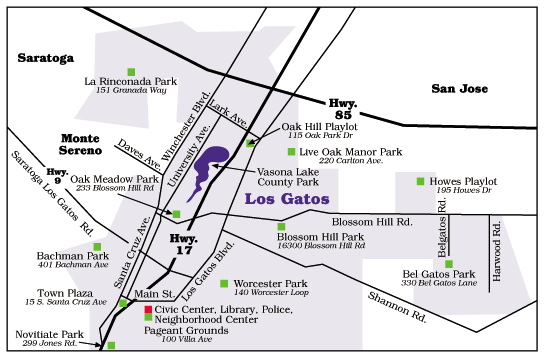 Saratoga
La Rinconada Park
151 Granada Way
Winchester Blvd.
Lark Ave.
San Jose
Hwy.
85
Monte
Sereno
Daves Ave.
University Ave.
Oak Hill Playlot
115 Oak Park Dr
Live Oak Manor Park
220 Carlton Ave.
Hwy.
9
Saratoga Los Gatos Rd.
Oak Meadow Park
233 Blossom Hill Rd
Vasona Lake
County Park
Howes Playlot
195 Howes Dr
Los Gatos
Blossom Hill Rd.
Belgatos Rd.
Harwood Rd.
Santa Cruz Ave.
Hwy.
17
Blossom Hill Park
16300 Blossom Hill Rd
Bachman Park
401 Bachman Ave
Los Gatos Blvd.
Bel Gatos Park
330 Bel Gatos Lane
Town Plaza
15 S. Santa Cruz Ave
Main St.
Worcester Park
140 Worcester Loop
Shannon Rd.
Civic Center, Library, Police,
Neighborhood Center
Pageant Grounds
100 Villa Ave
Novitiate Park
299 Jones Rd.